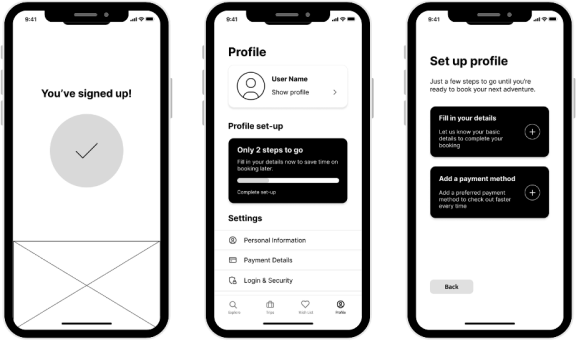 9:41
You've signed up!
9:41
Profile
User Name
Show profile
Profile set-up
Only 2 steps to go
Fill in your details now to save time on
booking later.
Complete set-up
Settings
Personal Information
Payment Details
Login & Security
Explore
Trips
Wish List
Profile
9:41
Set up profile
Just a few steps to go until you're
ready to book your next adventure.
Fill in your details
Let us know your basic
details to complete your
booking
Add a payment method
Add a preferred payment
method to check out faster
every time
Back